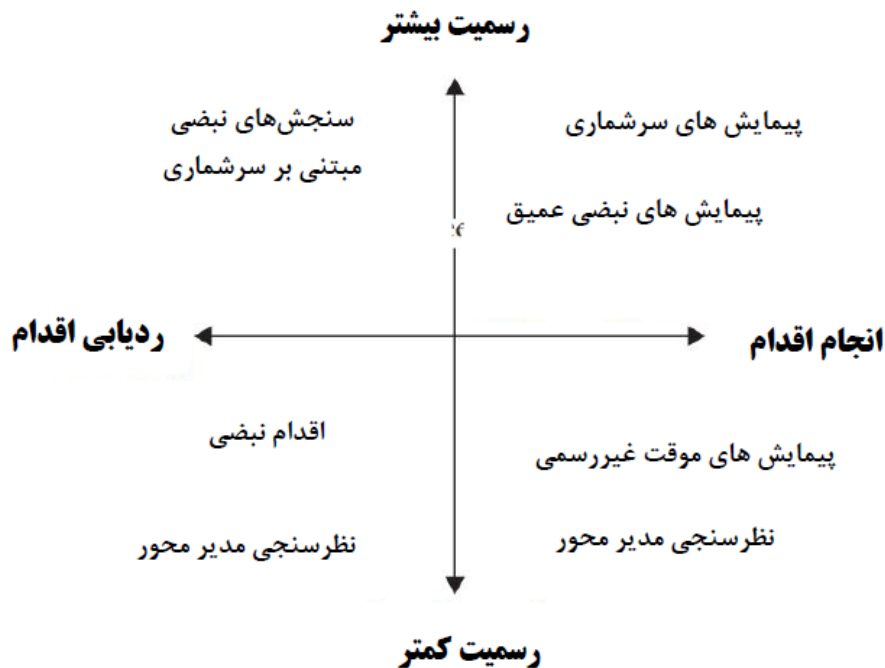 رسمیت بیشتر
پیمایش های سرشماری
سنجش‌های نبضی
مبتنی بر سرشماری
پیمایش های نبضی عمیق
انجام اقدام
ردیابی اقدام
اقدام نبضی
پیمایش های موقت غیررسمی
نظرسنجی مدیر محور
نظرسنجی مدیر محور
رسمیت کمتر